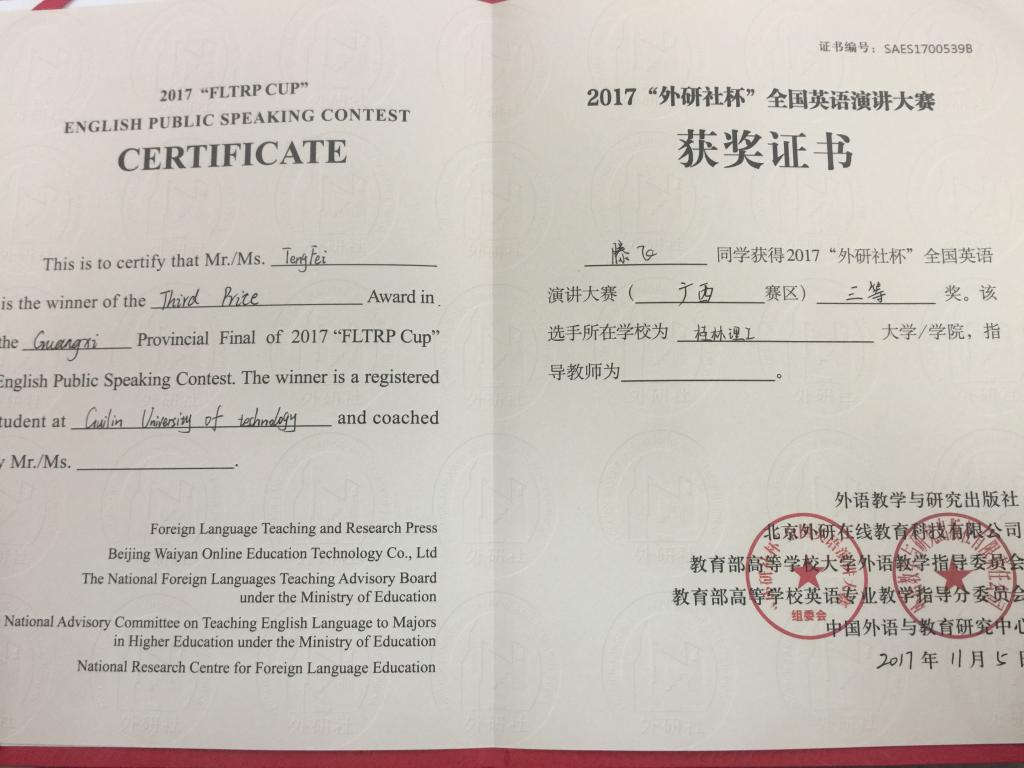 2017 “FLTRP CUP”
ENGLISH PUBLIC SPEAKING CONTEST
CERTIFICATE
This is to certify that Mr./Ms. TengFei
is the winner of the Third Prize Award in
the Guangxi Provincial Final of 2017 “FLTRP Cup”
English Public Speaking Contest. The winner is a registered
tudent at Guilin University of technology and coached
y Mr./Ms. .
Foreign Language Teaching and Research Press
Beijing Waiyan Online Education Technology Co., Ltd
The National Foreign Languages Teaching Advisory Board
under the Ministry of Education
National Advisory Committee on Teaching English Language to Majors
in Higher Education under the Ministry of Education
National Research Centre for Foreign Language Education
证书编号：SAES1700539B
2017“外研社杯”全国英语演讲大赛
获奖证书
滕飞 同学获得2017“外研社杯”全国英语
演讲大赛（广西 赛区）三等 奖。该
选手所在学校为 桂林理工 大学/学院，指
导教师为 。
外语教学与研究出版社
北京外研在线教育科技有限公司
教育部高等学校大学外语教学指导委员会
教育部高等学校英语专业教学指导分委员会
组委会
中国外语与教育研究中心
2017年11月5日